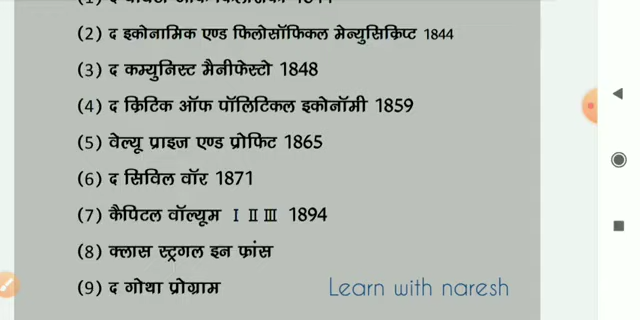 (2) द इकोनामिक एण्ड फिलोसॉफिकल मेन्युसिक्रिप्ट 1844
(3) द कम्युनिस्ट मैनीफेस्टो 1848
(4) द क्रिटिक ऑफ पॉलिटिकल इकोनॉमी 1859
(5) वेल्यू प्राइज एण्ड प्रोफिट 1865
(6) द सिविल वॉर 1871
(7) कैपिटल वॉल्यूम I II III 1894
(8) क्लास स्ट्रगल इन फ्रांस
(9) द गोथा प्रोग्राम
Learn with naresh